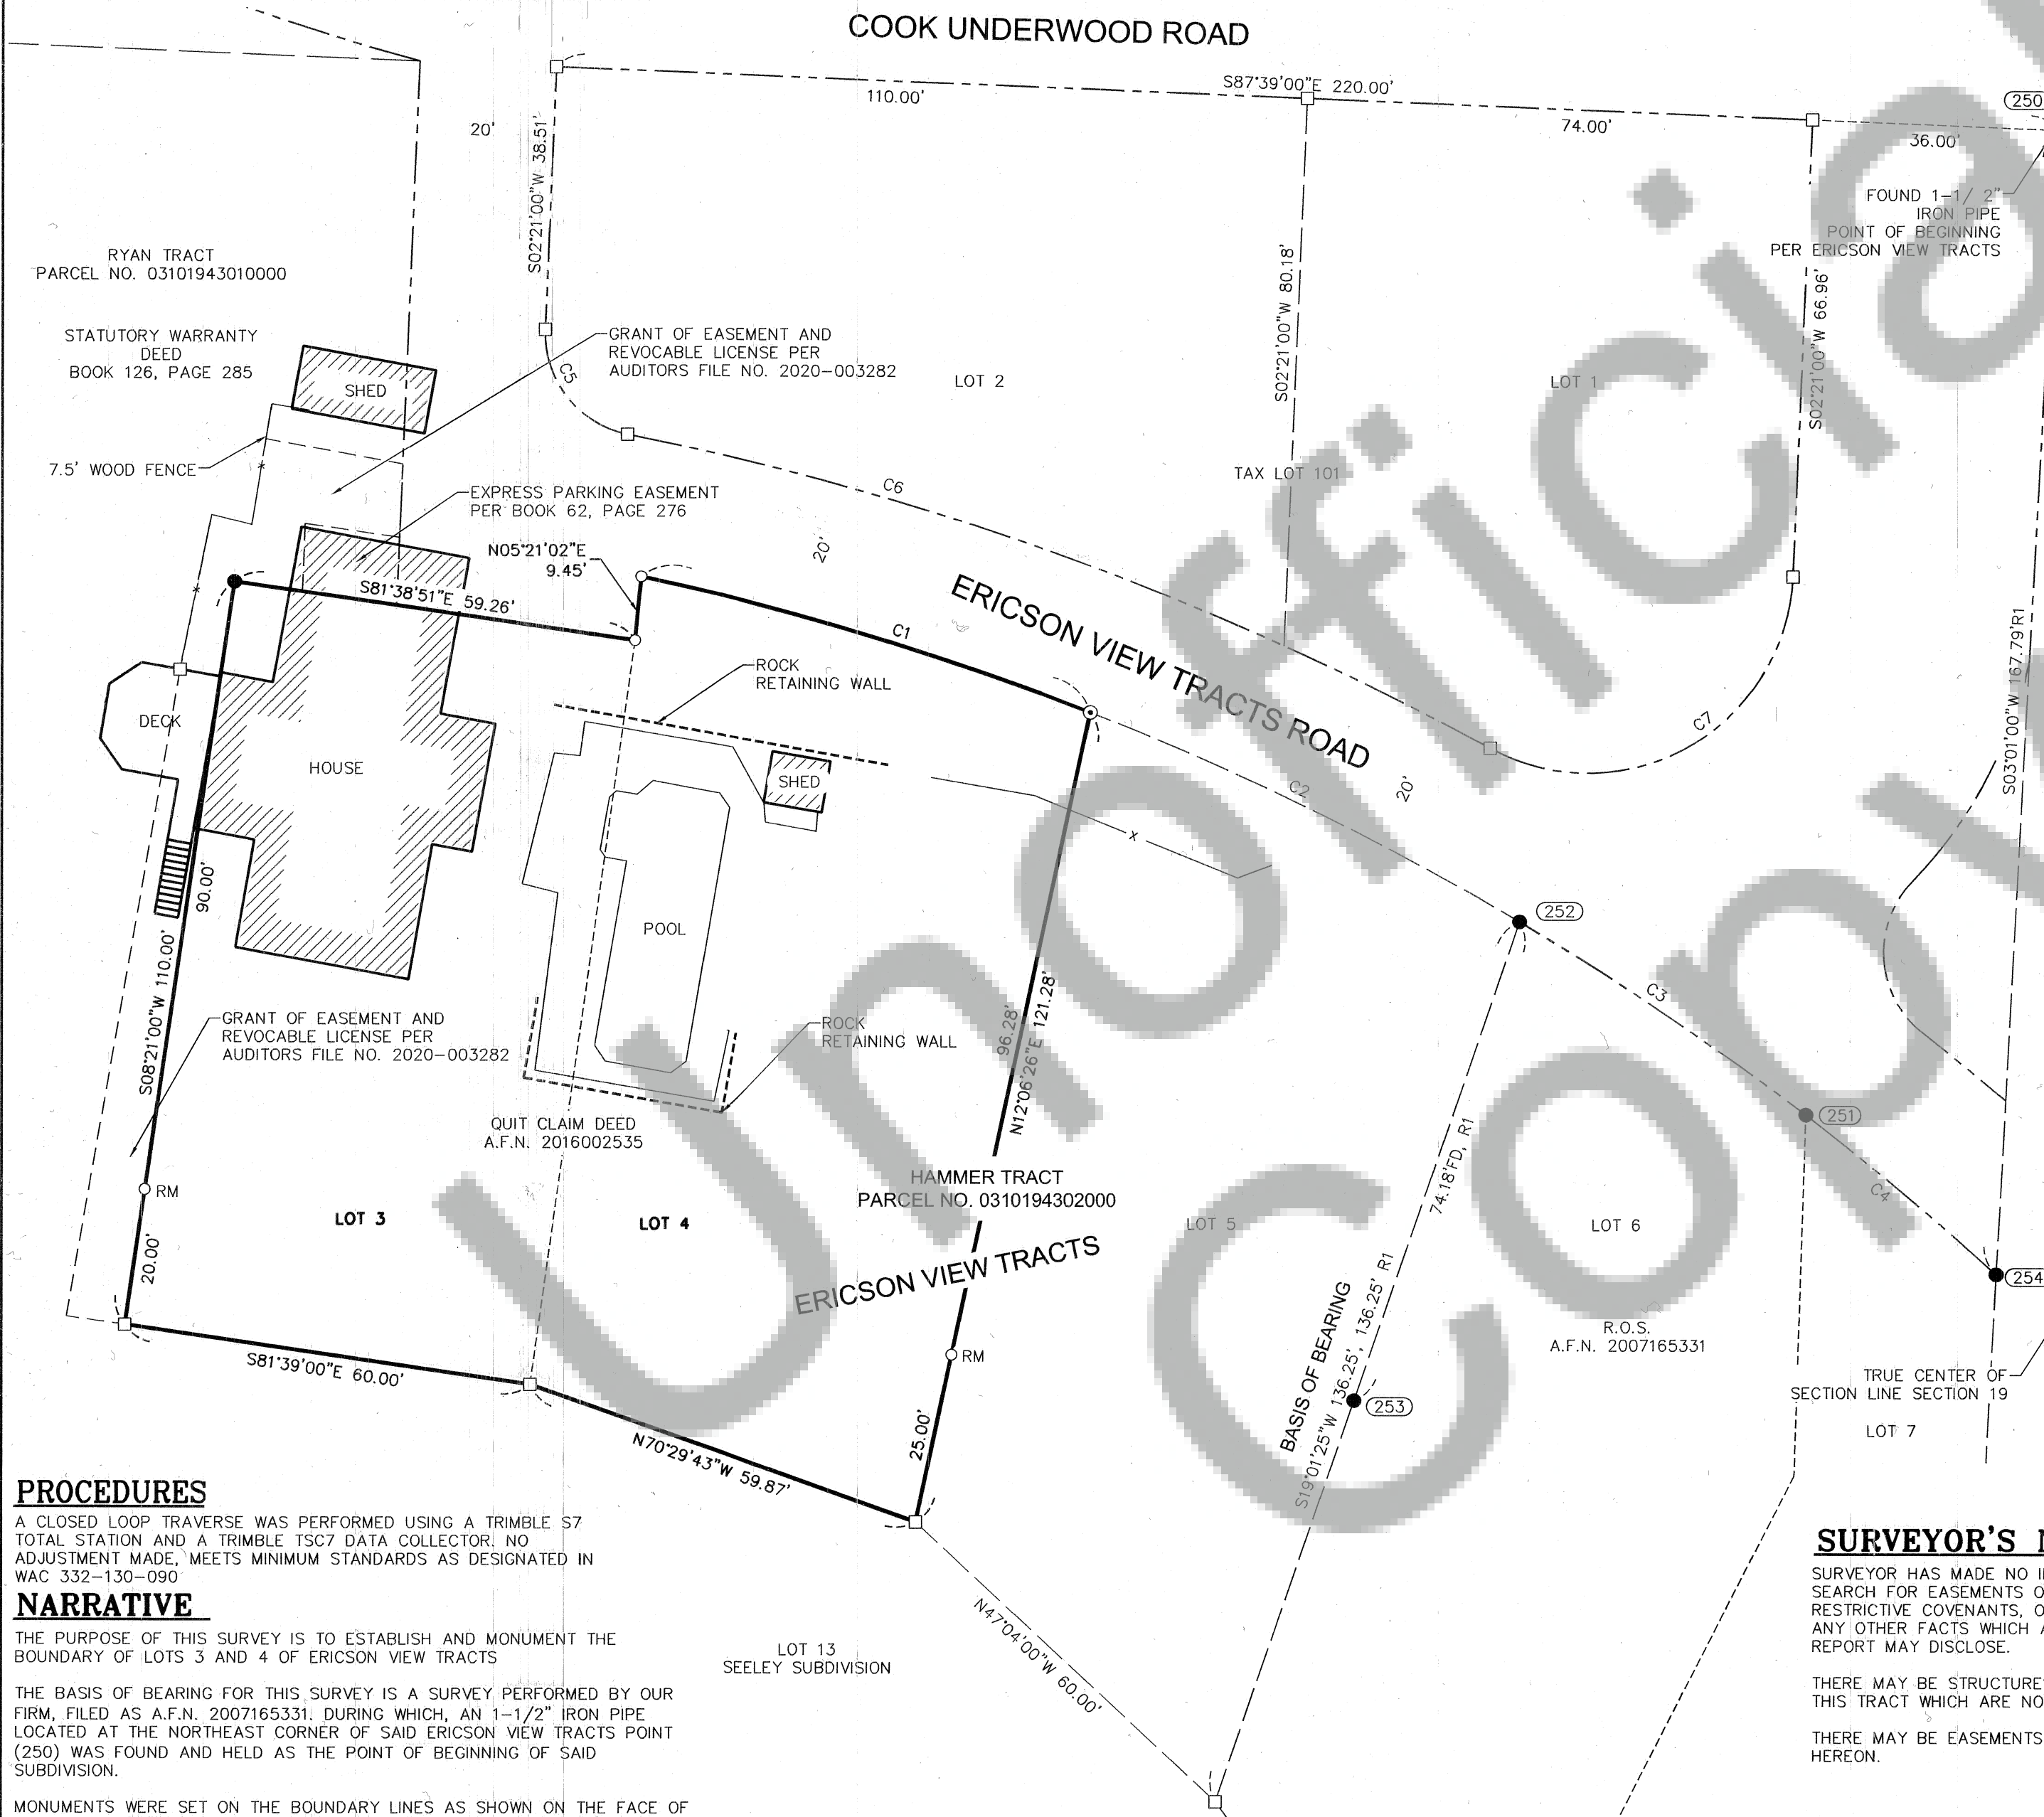 COOK UNDERWOOD ROAD
S87°39'00"E 220.00'
110.00'
74.00'
36.00'
250
20'
S02°21'00"W 38.51'
S02°21'00"W 80.18'
S02°21'00"W 66.96'
FOUND 1-1/2"
IRON PIPE
POINT OF BEGINNING
PER ERICSON VIEW TRACTS
RYAN TRACT
PARCEL NO. 03101943010000
STATUTORY WARRANTY
DEED
BOOK 126, PAGE 285
SHED
GRANT OF EASEMENT AND
REVOCABLE LICENSE PER
AUDITORS FILE NO. 2020-003282
C5
LOT 2
LOT 1
TAX LOT 101
7.5' WOOD FENCE
EXPRESS PARKING EASEMENT
PER BOOK 62, PAGE 276
C6
20'
N05°21'02"E
9.45'
S81°38'51"E 59.26'
C1
ERICSON VIEW TRACTS ROAD
C7
S03°01'00"W 167.79'R1
ROCK
RETAINING WALL
DECK
HOUSE
SHED
C2
20'
X
90.00'
POOL
252
C3
S08°21'00"W 110.00'
96.28'
N12°06'26"E 121.28'
GRANT OF EASEMENT AND
REVOCABLE LICENSE PER
AUDITORS FILE NO. 2020-003282
ROCK
RETAINING WALL
QUIT CLAIM DEED
A.F.N. 2016002535
251
C4
74.18'FD, R1
HAMMER TRACT
PARCEL NO. 0310194302000
RM
LOT 3
LOT 4
LOT 5
LOT 6
20.00'
ERICSON VIEW TRACTS
254
BASIS OF BEARING
S19°01'25"W 136.25', 136.25' R1
R.O.S.
A.F.N. 2007165331
RM
S81°39'00"E 60.00'
253
TRUE CENTER OF
SECTION LINE SECTION 19
LOT 7
25.00'
N70°29'43"W 59.87'
N47°04'00"W 60.00'
LOT 13
SEELEY SUBDIVISION
PROCEDURES
A CLOSED LOOP TRAVERSE WAS PERFORMED USING A TRIMBLE S7
TOTAL STATION AND A TRIMBLE TSC7 DATA COLLECTOR. NO
ADJUSTMENT MADE, MEETS MINIMUM STANDARDS AS DESIGNATED IN
WAC 332-130-090
NARRATIVE
THE PURPOSE OF THIS SURVEY IS TO ESTABLISH AND MONUMENT THE
BOUNDARY OF LOTS 3 AND 4 OF ERICSON VIEW TRACTS
THE BASIS OF BEARING FOR THIS SURVEY IS A SURVEY PERFORMED BY OUR
FIRM, FILED AS A.F.N. 2007165331. DURING WHICH, AN 1-1/2" IRON PIPE
LOCATED AT THE NORTHEAST CORNER OF SAID ERICSON VIEW TRACTS POINT
(250) WAS FOUND AND HELD AS THE POINT OF BEGINNING OF SAID
SUBDIVISION.
MONUMENTS WERE SET ON THE BOUNDARY LINES AS SHOWN ON THE FACE OF
SURVEYOR'S
SURVEYOR HAS MADE NO
SEARCH FOR EASEMENTS
RESTRICTIVE COVENANTS,
ANY OTHER FACTS WHICH
REPORT MAY DISCLOSE.
THERE MAY BE STRUCTURE
THIS TRACT WHICH ARE
THERE MAY BE EASEMENTS
HEREON.
Unofficial
Copy